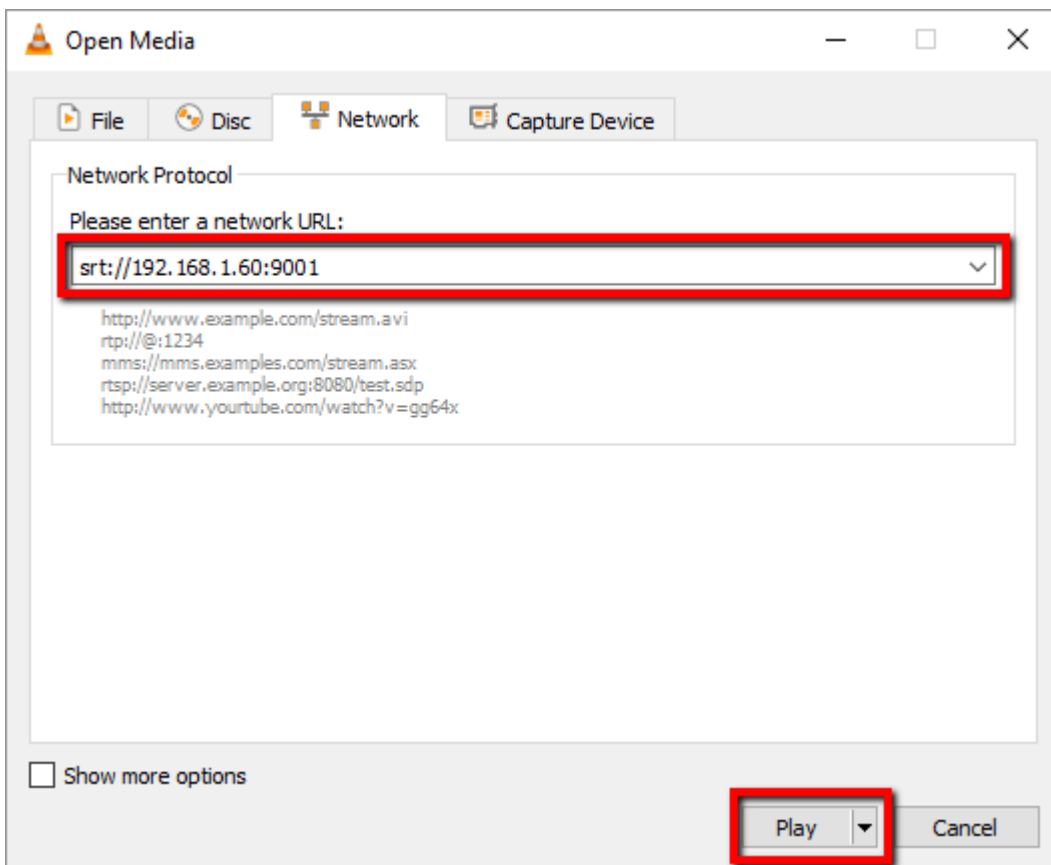 Open Media
File Disc Network Capture Device
Network Protocol
Please enter a network URL:
srt://192.168.1.60:9001
http://www.example.com/stream.avi
rtp://@:1234
mms://mms.examples.com/stream.asx
rtsp://server.example.org:8080/test.sdp
http://www.yourtube.com/watch?v=gg64x
Show more options
Play Cancel